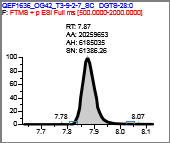 QEF1636_OG42_T3-9-2-7_SC DGTS-28:0
F: FTMS + p ESI Full ms [500.0000-2000.0000]
RT: 7.87
AA: 20259653
AH: 6185035
SN: 61386.26
100
80
60
40
20
0
7.78
8.07
7.7 7.8 7.9 8.0 8.1